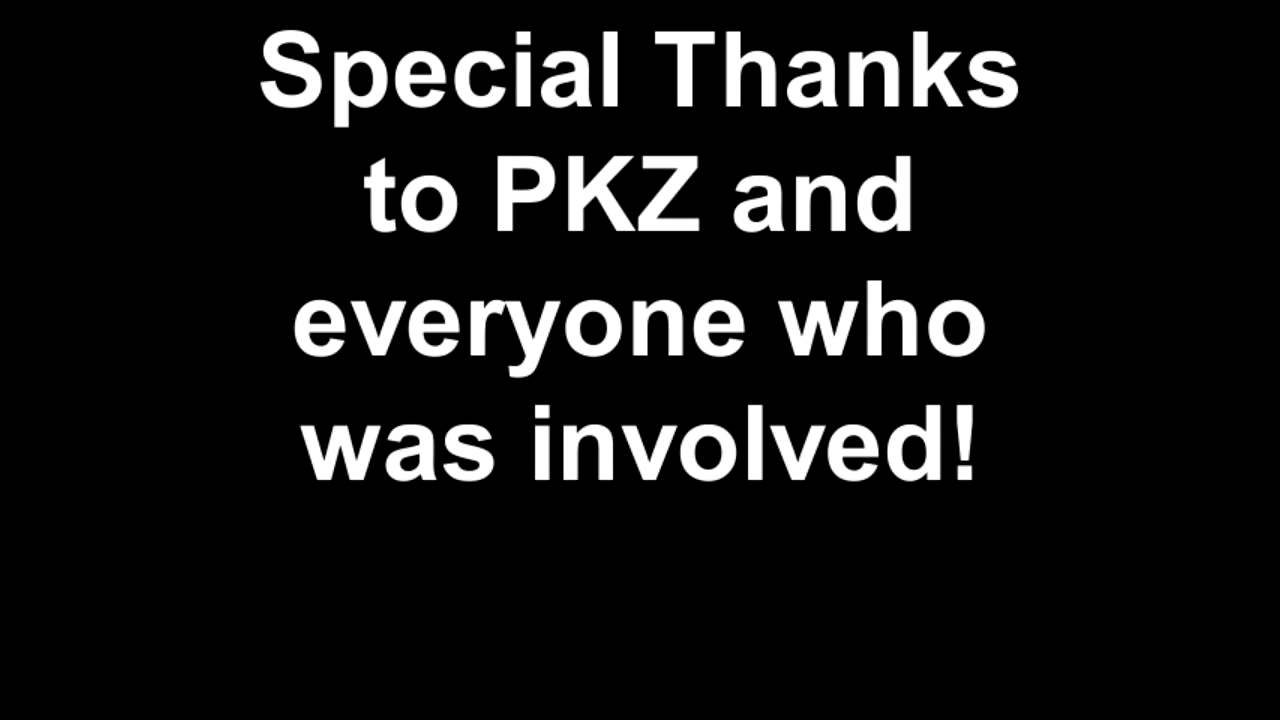 Special Thanks
to PKZ and
everyone who
was involved!